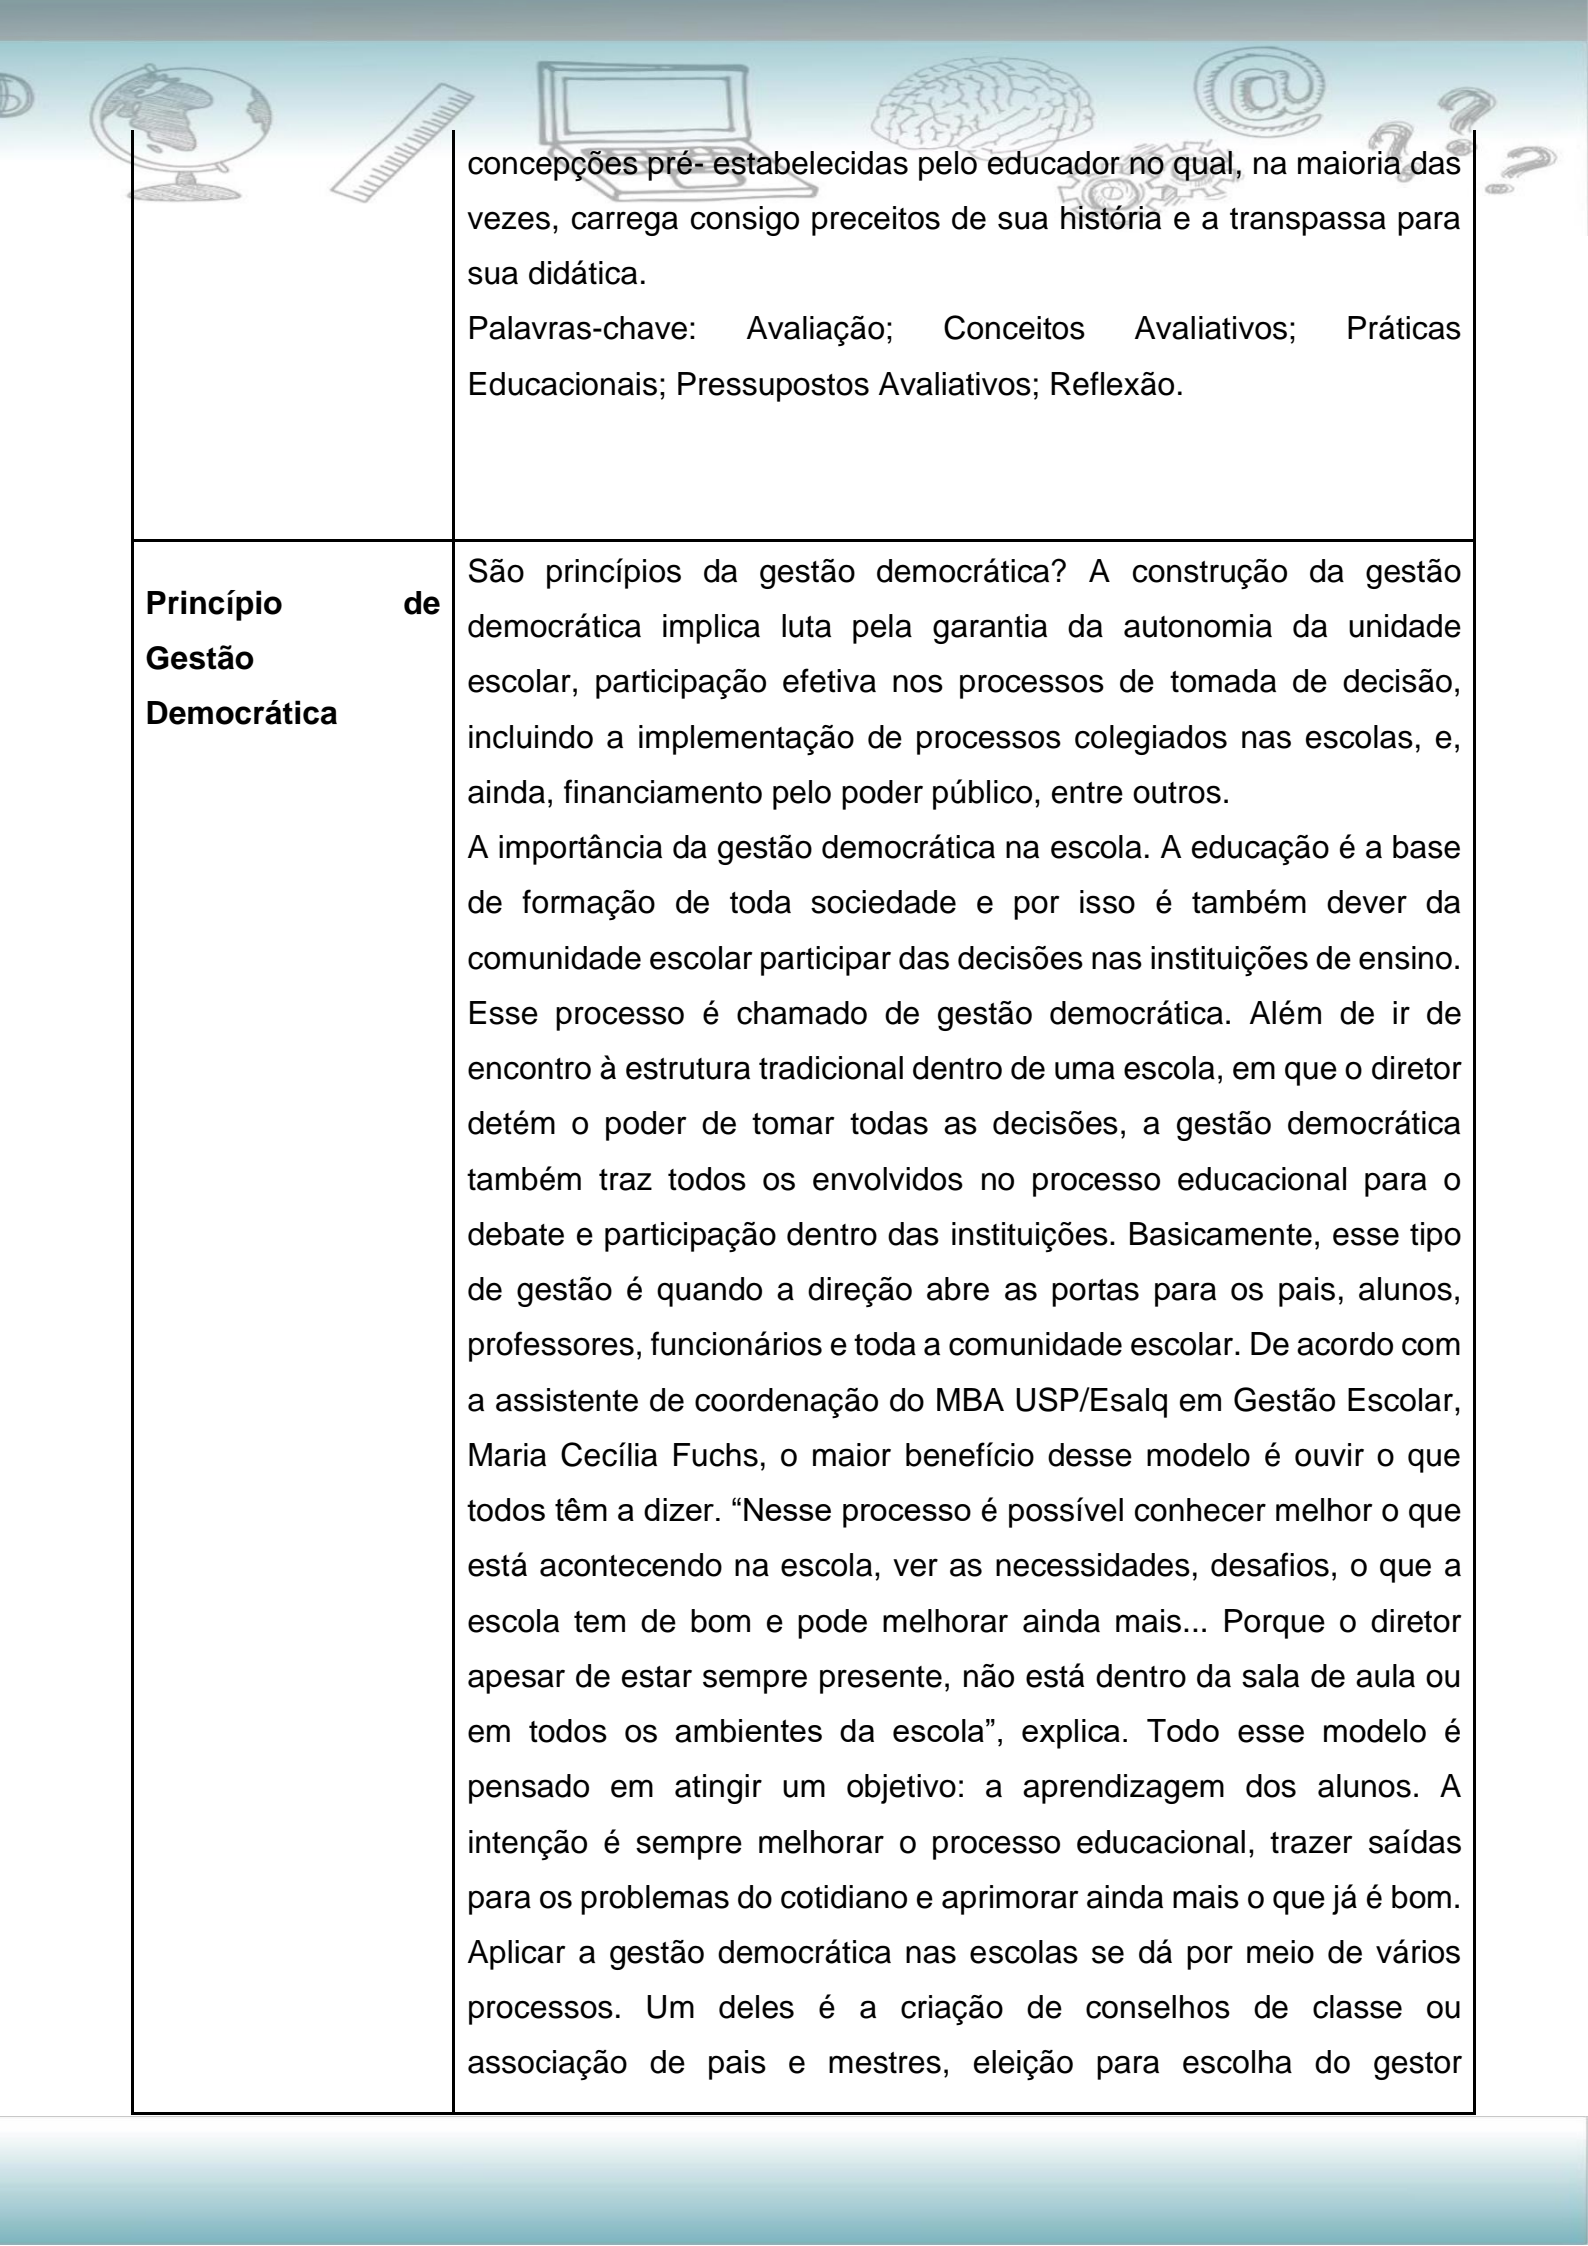 concepções pré- estabelecidas pelo educador no qual, na maioria das
vezes, carrega consigo preceitos de sua história e a transpassa para
sua didática.
Palavras-chave: Avaliação; Conceitos Avaliativos; Práticas
Educacionais; Pressupostos Avaliativos; Reflexão.
Princípio de
Gestão
Democrática
São princípios da gestão democrática? A construção da gestão
democrática implica luta pela garantia da autonomia da unidade
escolar, participação efetiva nos processos de tomada de decisão,
incluindo a implementação de processos colegiados nas escolas, e,
ainda, financiamento pelo poder público, entre outros.
A importância da gestão democrática na escola. A educação é a base
de formação de toda sociedade e por isso é também dever da
comunidade escolar participar das decisões nas instituições de ensino.
Esse processo é chamado de gestão democrática. Além de ir de
encontro à estrutura tradicional dentro de uma escola, em que o diretor
detém o poder de tomar todas as decisões, a gestão democrática
também traz todos os envolvidos no processo educacional para o
debate e participação dentro das instituições. Basicamente, esse tipo
de gestão é quando a direção abre as portas para os pais, alunos,
professores, funcionários e toda a comunidade escolar. De acordo com
a assistente de coordenação do MBA USP/Esalq em Gestão Escolar,
Maria Cecília Fuchs, o maior benefício desse modelo é ouvir o que
todos têm a dizer. “Nesse processo é possível conhecer melhor o que
está acontecendo na escola, ver as necessidades, desafios, o que a
escola tem de bom e pode melhorar ainda mais... Porque o diretor
apesar de estar sempre presente, não está dentro da sala de aula ou
em todos os ambientes da escola”, explica. Todo esse modelo é
pensado em atingir um objetivo: a aprendizagem dos alunos. A
intenção é sempre melhorar o processo educacional, trazer saídas
para os problemas do cotidiano e aprimorar ainda mais o que já é bom.
Aplicar a gestão democrática nas escolas se dá por meio de vários
processos. Um deles é a criação de conselhos de classe ou
associação de pais e mestres, eleição para escolha do gestor